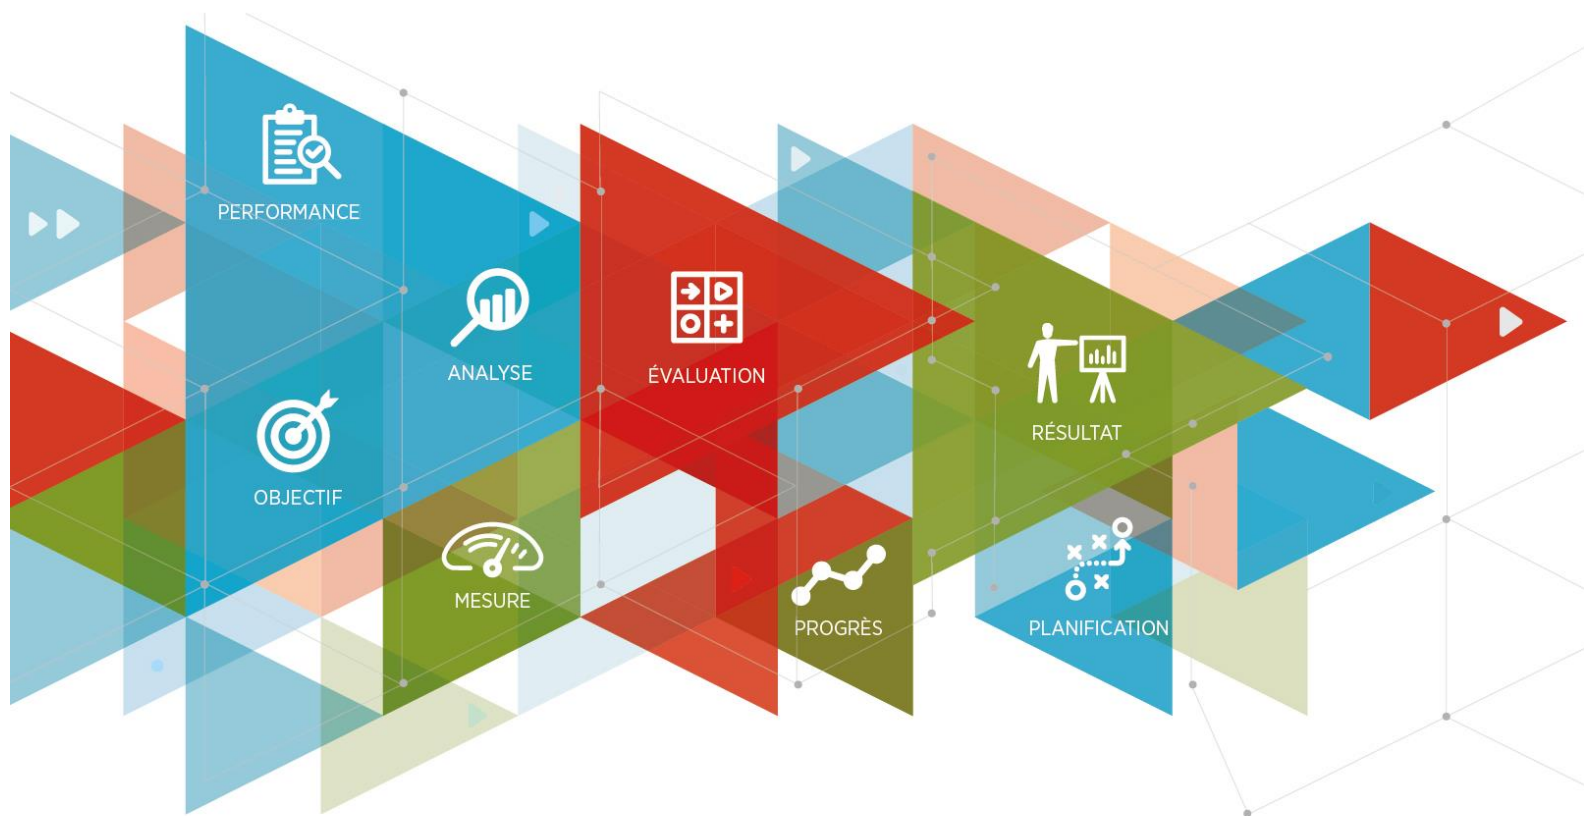 PERFORMANCE
ANALYSE
ÉVALUATION
RÉSULTAT
OBJECTIF
MESURE
PROGRÈS
PLANIFICATION